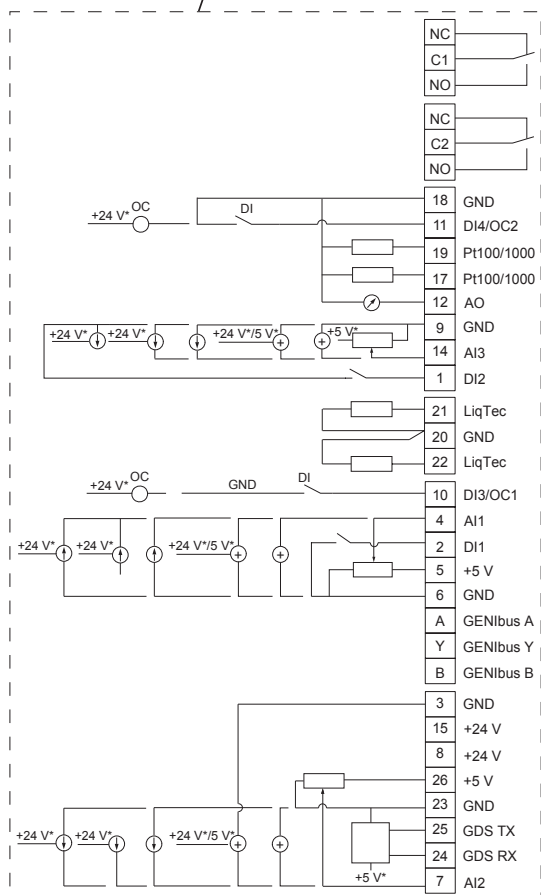 NC
C1
NO
NC
C2
NO
18 GND
+24 V* OC DI 11 DI4/OC2
19 Pt100/1000
17 Pt100/1000
12 AO
9 GND
+24 V* +24 V* +24 V*/5 V* +5 V*
14 AI3
1 DI2
21 LiqTec
20 GND
22 LiqTec
+24 V* OC GND DI 10 DI3/OC1
4 AI1
2 DI1
+24 V* +24 V* +24 V*/5 V*
5 +5 V
6 GND
A GENIbus A
Y GENIbus Y
B GENIbus B
3 GND
15 +24 V
8 +24 V
26 +5 V
23 GND
25 GDS TX
+24 V* +24 V* +24 V*/5 V*
24 GDS RX
+5 V*
7 AI2